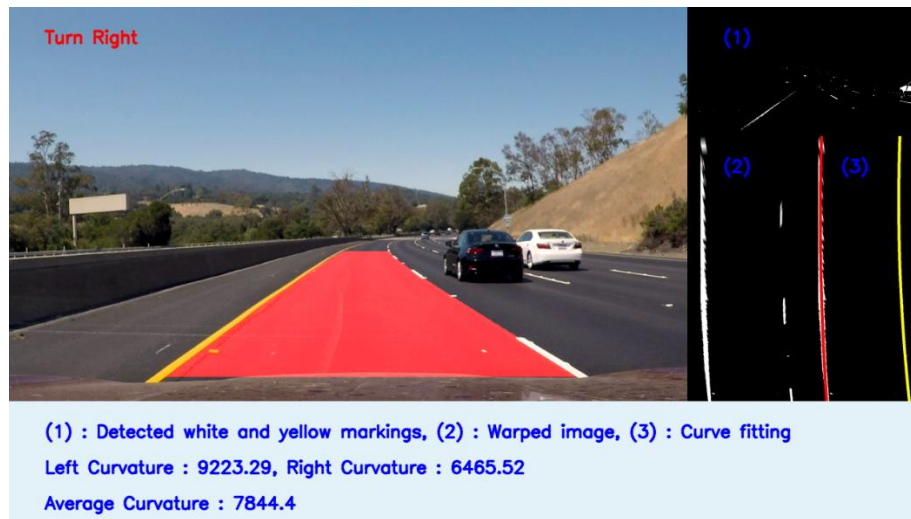 Turn Right
(1)
(2)
(3)
(1) : Detected white and yellow markings, (2) : Warped image, (3) : Curve fitting
Left Curvature : 9223.29, Right Curvature : 6465.52
Average Curvature : 7844.4